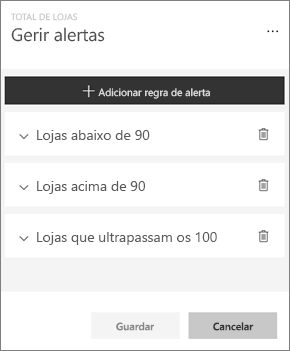 TOTAL DE LOJAS
Gerir alertas
Adicionar regra de alerta
Lojas abaixo de 90
Lojas acima de 90
Lojas que ultrapassam os 100
Guardar
Cancelar